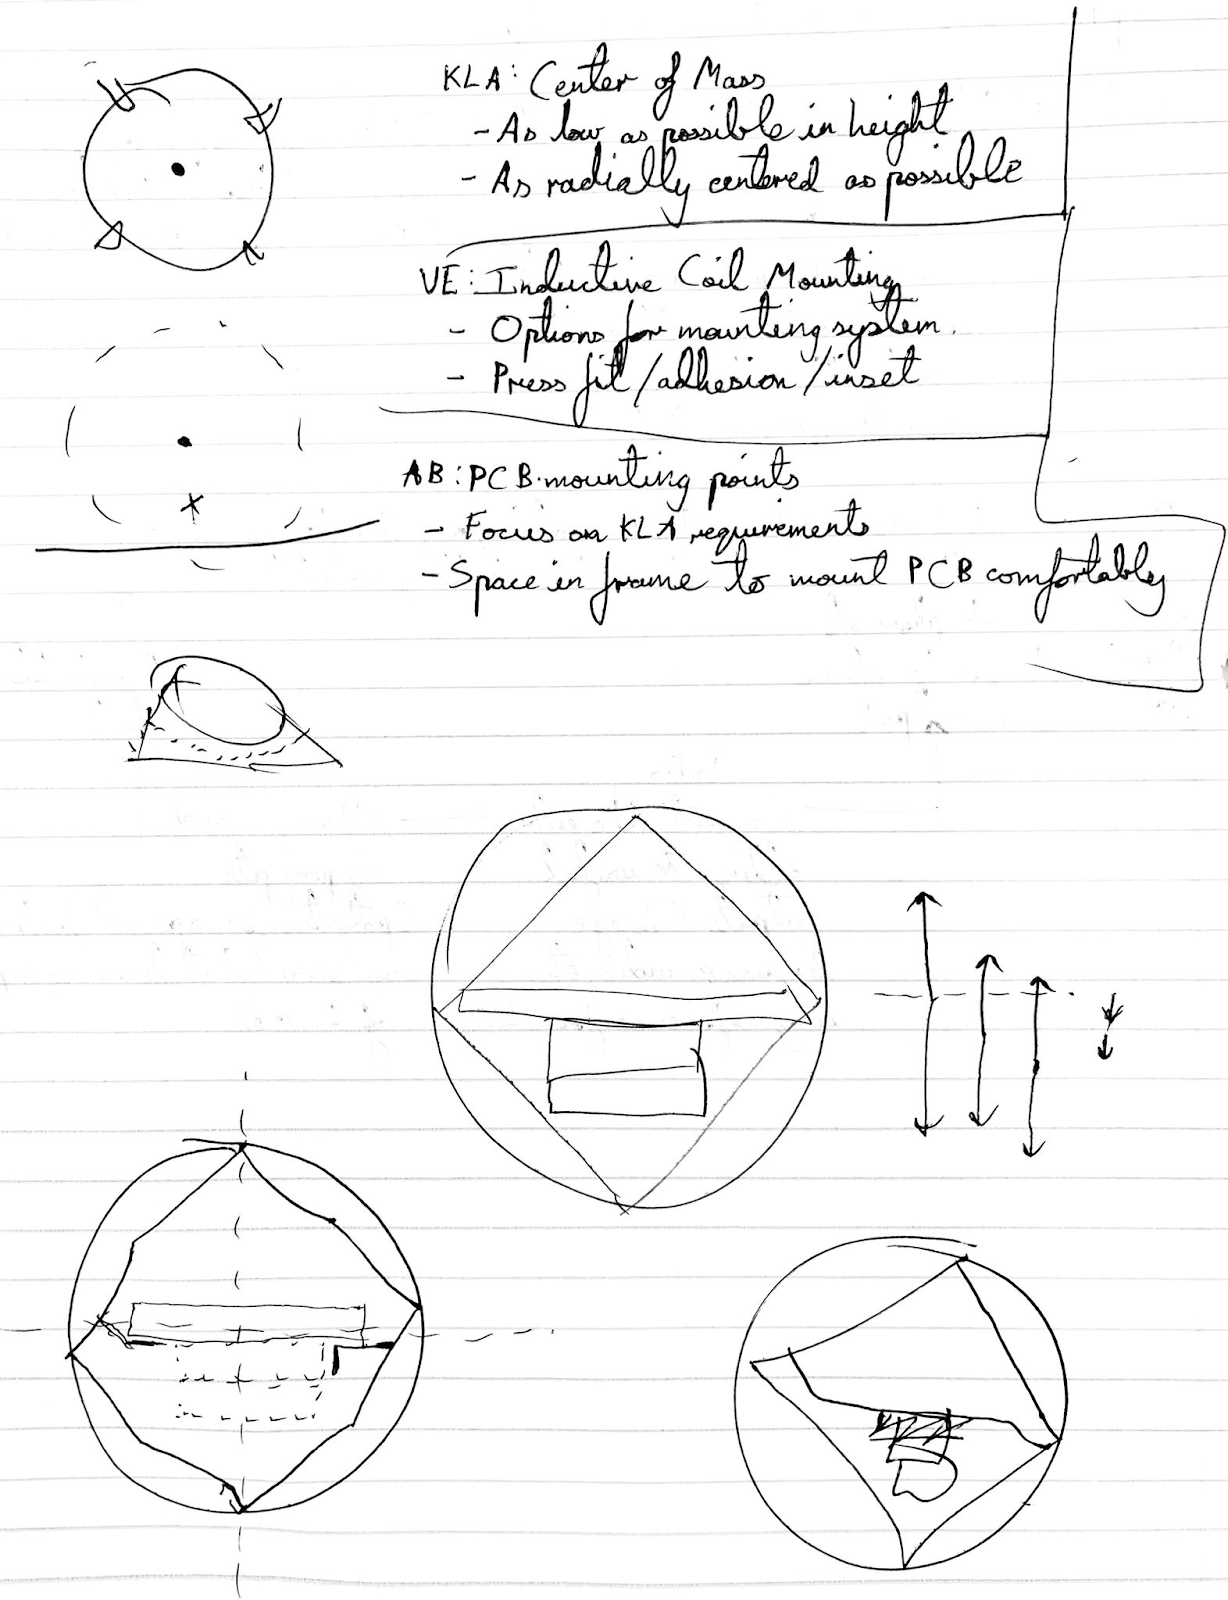 KLA: Center of Mass
- As low as possible in height
- As radially centered as possible
VE: Inductive Coil Mounting
- Options for mounting system.
- Press fit/adhesion/inset
AB: PCB mounting points
- Focus on KLA requirements
- Space in frame to mount PCB comfortably